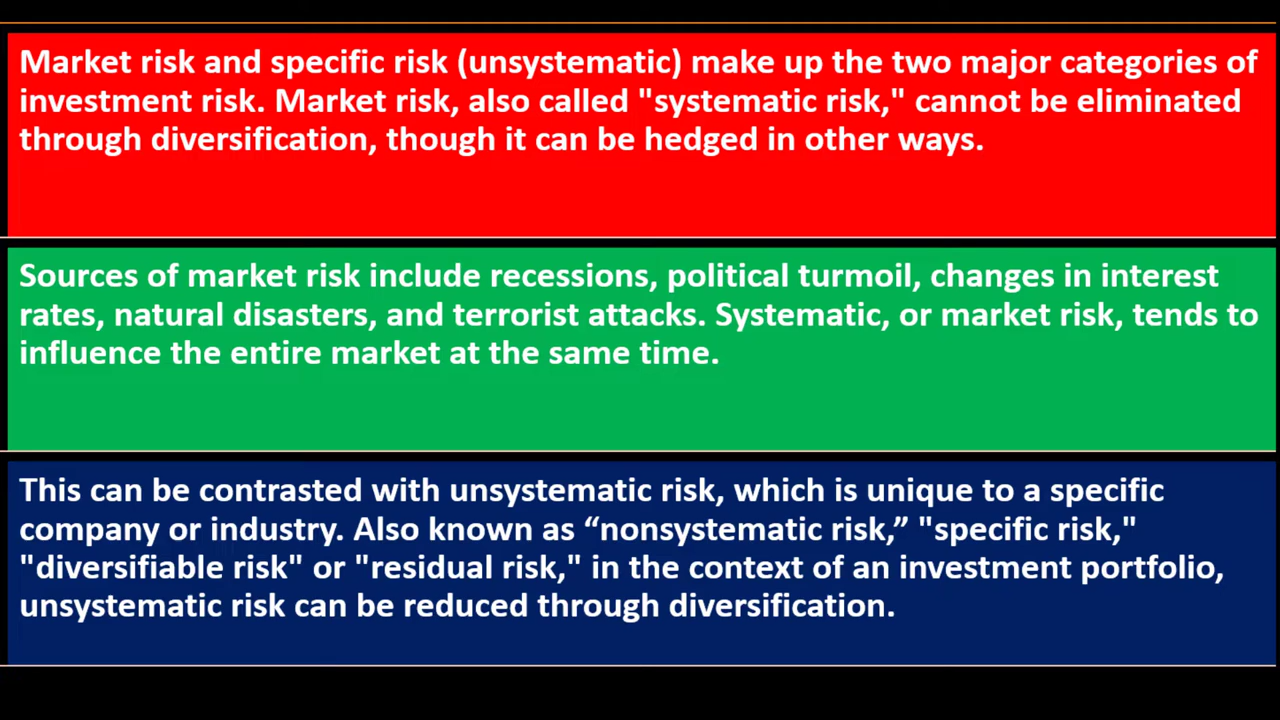 Market risk and specific risk (unsystematic) make up the two major categories of
investment risk. Market risk, also called "systematic risk," cannot be eliminated
through diversification, though it can be hedged in other ways.
Sources of market risk include recessions, political turmoil, changes in interest
rates, natural disasters, and terrorist attacks. Systematic, or market risk, tends to
influence the entire market at the same time.
This can be contrasted with unsystematic risk, which is unique to a specific
company or industry. Also known as “nonsystematic risk,” "specific risk,"
"diversifiable risk" or "residual risk," in the context of an investment portfolio,
unsystematic risk can be reduced through diversification.